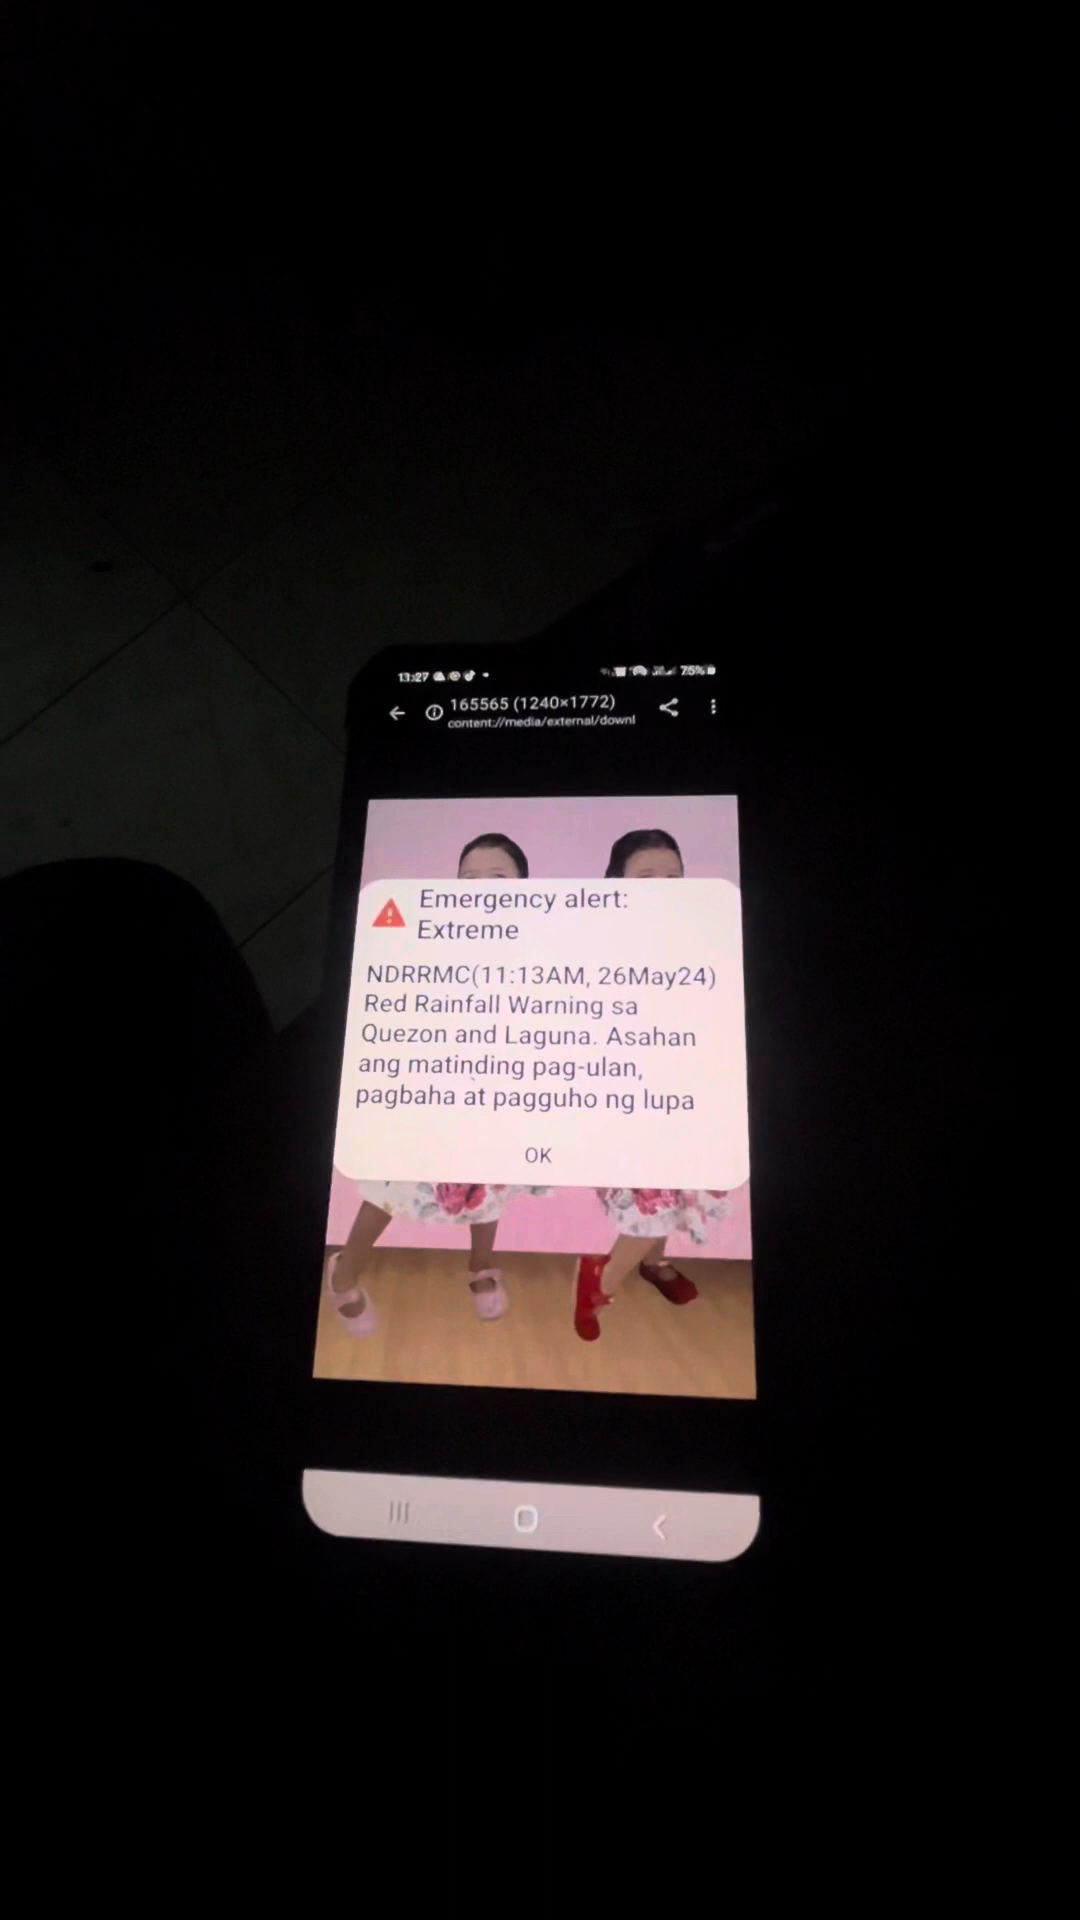 13:27
75%
165565 (1240×1772)
content://media/external/downl
Emergency alert:
Extreme
NDRRMC(11:13AM, 26May24)
Red Rainfall Warning sa
Quezon and Laguna. Asahan
ang matinding pag-ulan,
pagbaha at pagguho ng lupa
OK